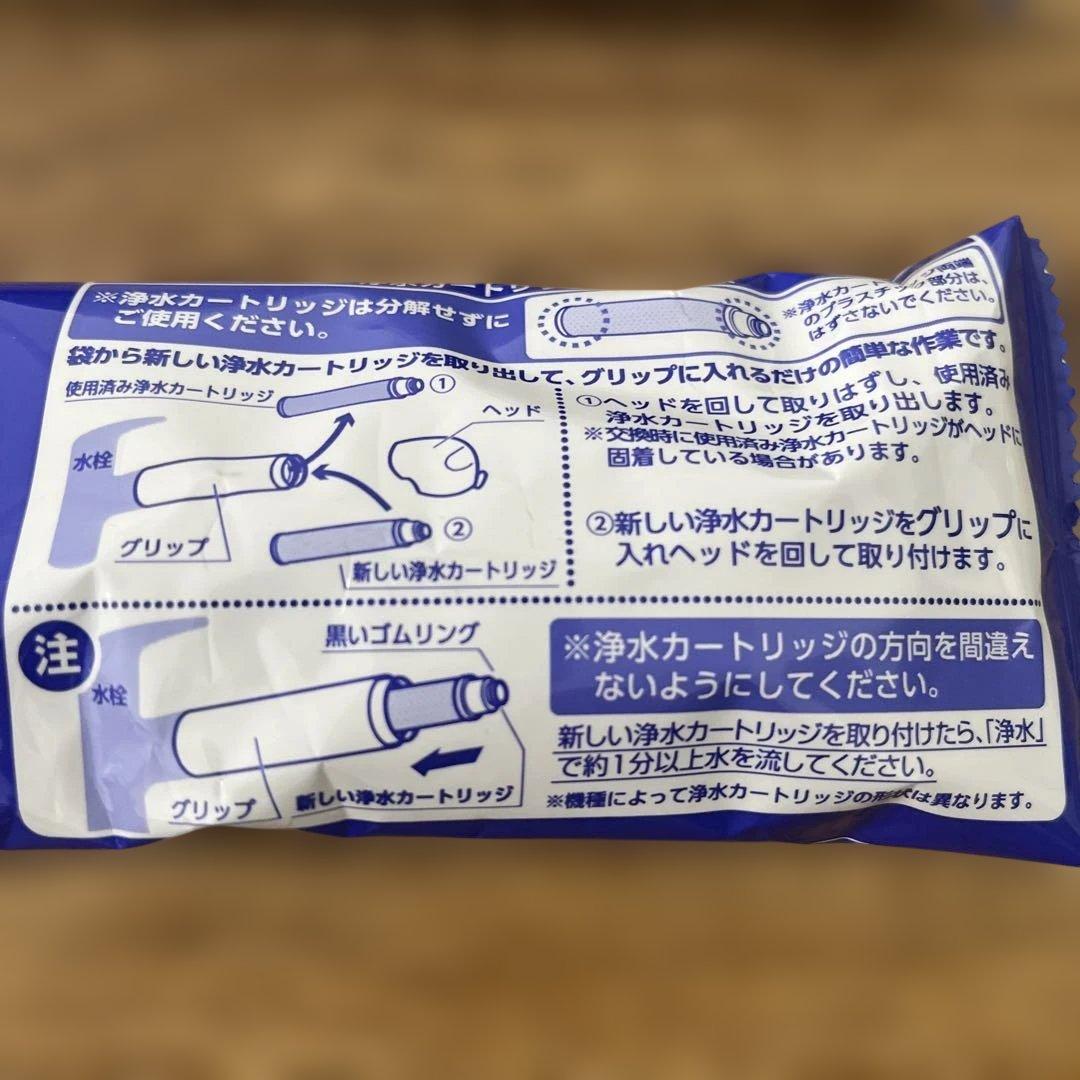 ※浄水カートリッジは分解せずに
ご使用ください。
※浄水カー
のプラスチック部分は、
はずさないでください。
袋から新しい浄水カートリッジを取り出して、グリップに入れるだけの簡単な作業です。
使用済み浄水カートリッジ
①
ヘッド
水栓
グリップ
②
新しい浄水カートリッジ
①ヘッドを回して取りはずし、使用済み
浄水カートリッジを取り出します。
※交換時に使用済み浄水カートリッジがヘッドに
固着している場合があります。
②新しい浄水カートリッジをグリップに
入れヘッドを回して取り付けます。
注
黒いゴムリング
水栓
グリップ
新しい浄水カートリッジ
※浄水カートリッジの方向を間違え
ないようにしてください。
新しい浄水カートリッジを取り付けたら、「浄水」
で約1分以上水を流してください。
※機種によって浄水カートリッジの形状は異なります。